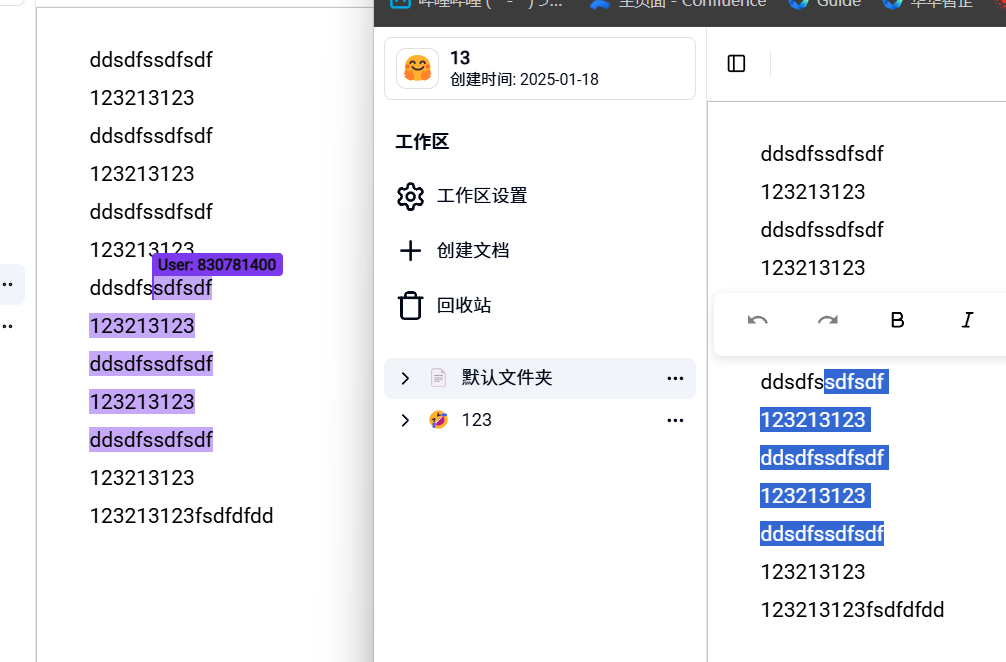 ddsdfssdfsdf
123213123
ddsdfssdfsdf
123213123
ddsdfssdfsdf
123213123
User: 830781400
ddsdfssdfsdf
123213123
ddsdfssdfsdf
123213123
ddsdfssdfsdf
123213123
123213123fsdfdfdd
主页面 - Confluence
Guide
13
创建时间: 2025-01-18
工作区
工作区设置
创建文档
回收站
默认文件夹
123
ddsdfssdfsdf
123213123
ddsdfssdfsdf
123213123
B
I
ddsdfssdfsdf
123213123
ddsdfssdfsdf
123213123
ddsdfssdfsdf
123213123
123213123fsdfdfdd